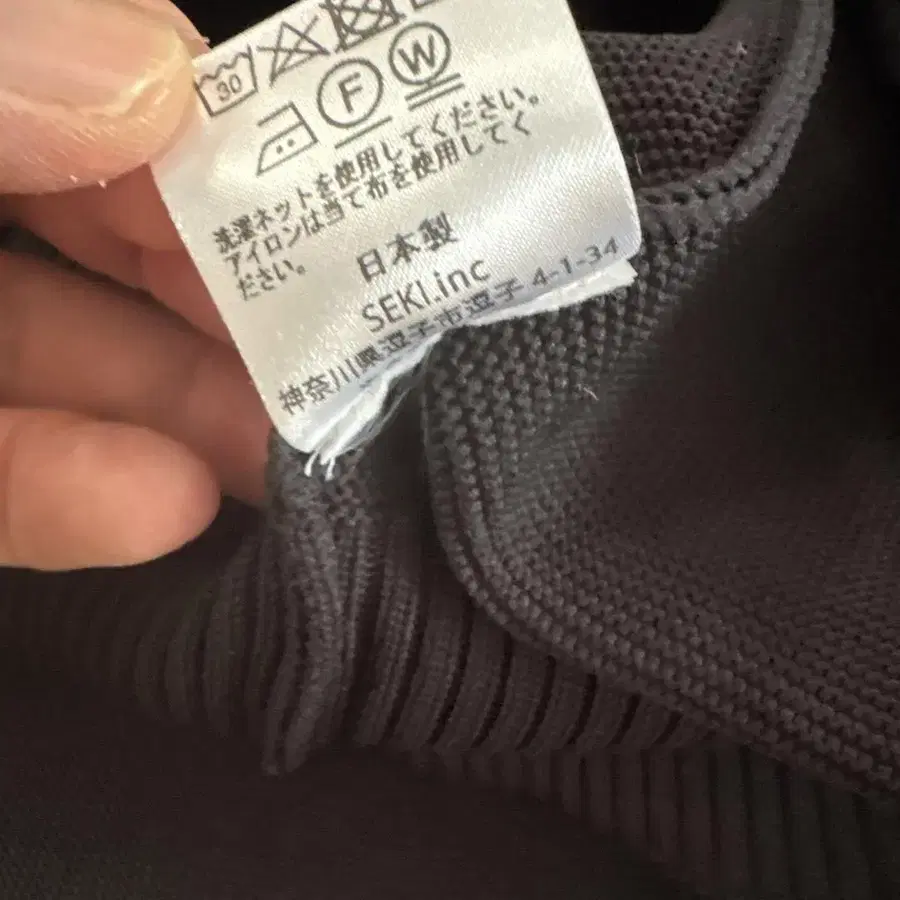 30
F W
洗濯ネットを使用してください。
アイロンは当て布を使用してく
ださい。
日本製
SEKI.inc
神奈川県逗子市逗子 4-1-34